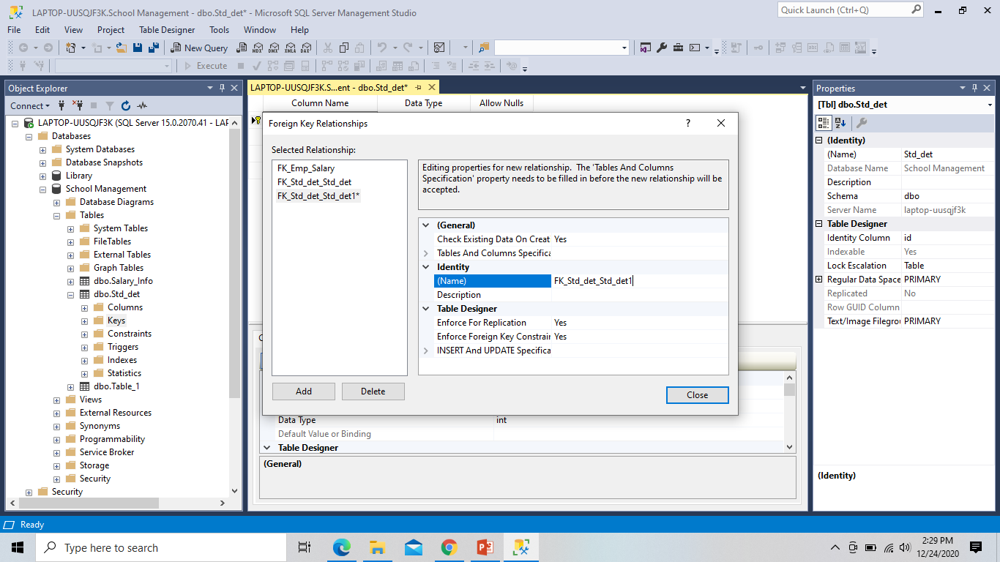 LAPTOP-UUSQJF3K.School Management - dbo.Std_det* - Microsoft SQL Server Management Studio
Quick Launch (Ctrl+Q)
File Edit View Project Table Designer Tools Window Help
New Query
MDX DMX XMLA DAX
Execute
Object Explorer
Connect
LAPTOP-UUSQJF3K (SQL Server 15.0.2070.41 - LAP
Databases
System Databases
Database Snapshots
Library
School Management
Database Diagrams
Tables
System Tables
FileTables
External Tables
Graph Tables
dbo.Salary_Info
dbo.Std_det
Columns
Keys
Constraints
Triggers
Indexes
Statistics
dbo.Table_1
Views
External Resources
Synonyms
Programmability
Service Broker
Storage
Security
Security
LAPTOP-UUSQJF3K.S...ent - dbo.Std_det*
Column Name Data Type Allow Nulls
Foreign Key Relationships
?
Selected Relationship:
FK_Emp_Salary
FK_Std_det_Std_det
FK_Std_det_Std_det1*
Editing properties for new relationship. The 'Tables And Columns
Specification' property needs to be filled in before the new relationship will be
accepted.
(General)
Check Existing Data On Creat Yes
Tables And Columns Specifica
Identity
(Name) FK_Std_det_Std_det1
Description
Table Designer
Enforce For Replication Yes
Enforce Foreign Key Constrain Yes
INSERT And UPDATE Specifica
Add Delete
Close
Data Type int
Default Value or Binding
Table Designer
(General)
Properties
[Tbl] dbo.Std_det
(Identity)
(Name) Std_det
Database Name School Management
Description
Schema dbo
Server Name laptop-uusqjf3k
Table Designer
Identity Column id
Indexable Yes
Lock Escalation Table
Regular Data Space PRIMARY
Replicated No
Row GUID Column
Text/Image Filegrou PRIMARY
(Identity)
Ready
Type here to search
2:29 PM
12/24/2020